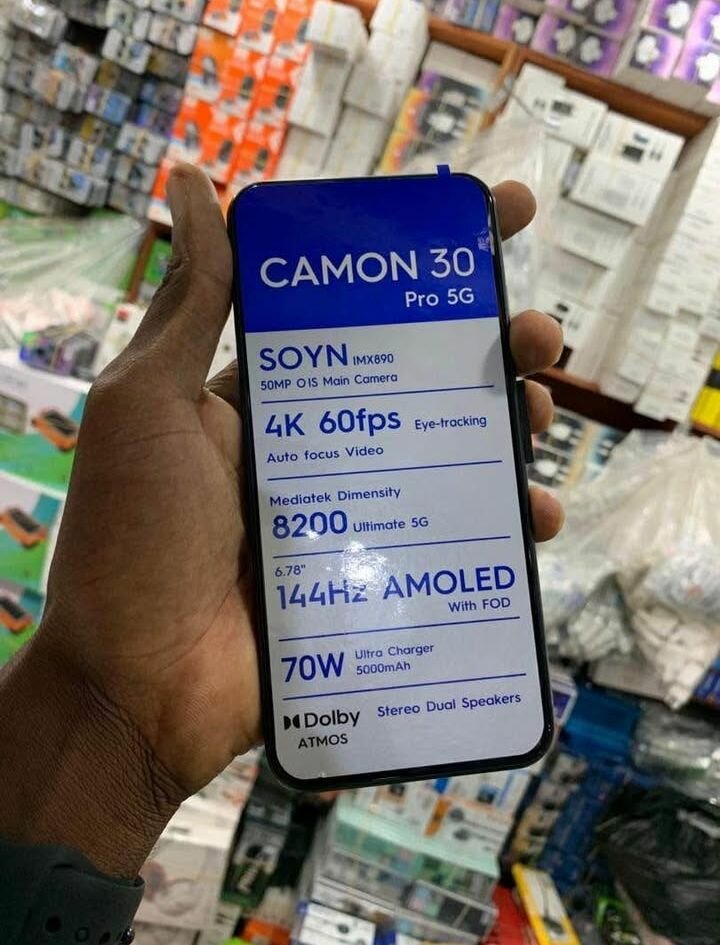 CAMON 30
Pro 5G
SOYN IMX890
50MP OIS Main Camera
4K 60fps Eye-tracking
Auto focus Video
Mediatek Dimensity
8200 Ultimate 5G
6.78"
144Hz AMOLED
With FOD
70W Ultra Charger
5000mAh
Dolby Stereo Dual Speakers
ATMOS